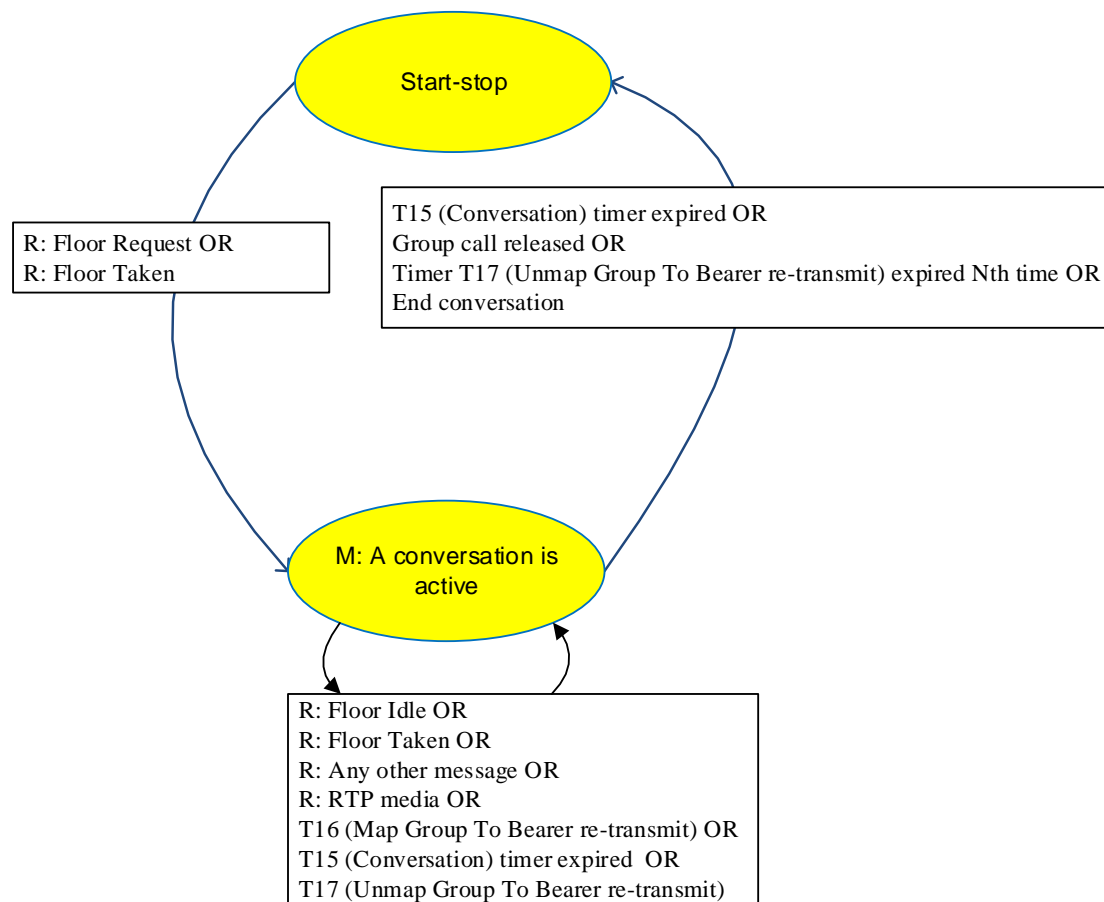 Start-stop
R: Floor Request OR
R: Floor Taken
T15 (Conversation) timer expired OR
Group call released OR
Timer T17 (Unmap Group To Bearer re-transmit) expired Nth time OR
End conversation
M: A conversation is
active
R: Floor Idle OR
R: Floor Taken OR
R: Any other message OR
R: RTP media OR
T16 (Map Group To Bearer re-transmit) OR
T15 (Conversation) timer expired  OR
T17 (Unmap Group To Bearer re-transmit)